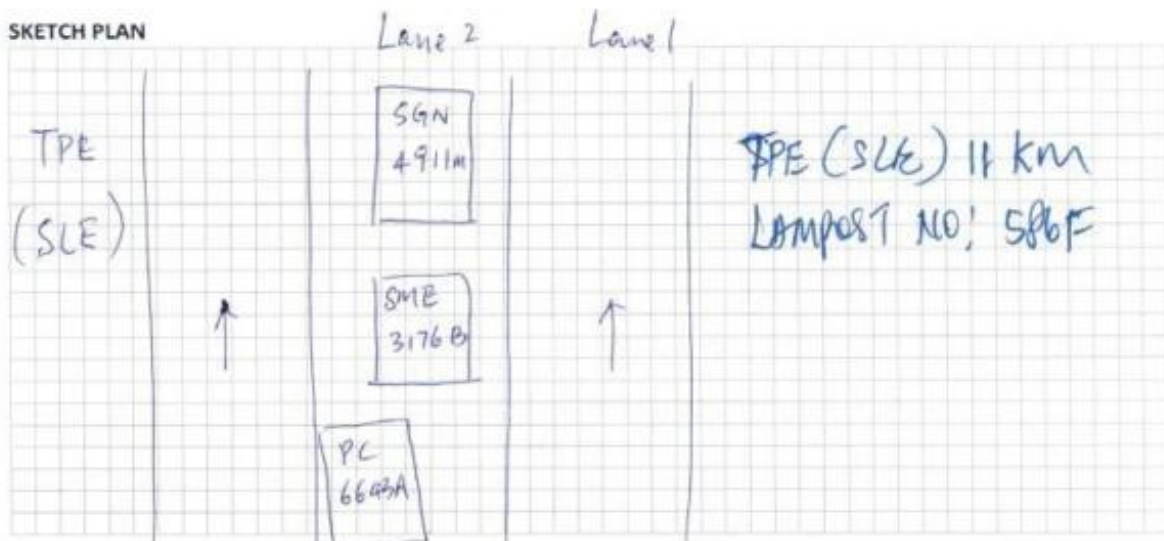 SKETCH PLAN
Lane 2
Lane 1
TPE
(SLE)
SGN
4911M
SME
3176B
PC
6643A
TPE (SLE) 11 KM
LAMPOST NO: 586F